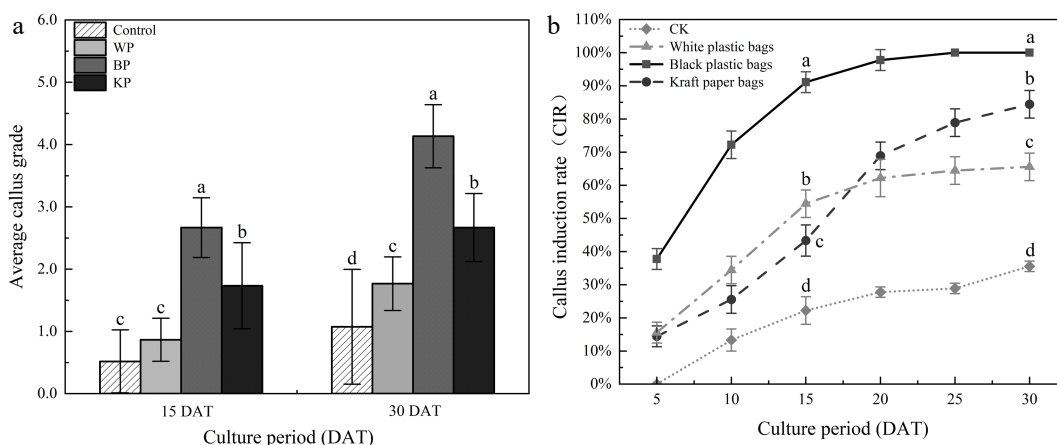 a
Control
WP
BP
KP
6.0
5.0
4.0
3.0
2.0
1.0
0.0
Average callus grade
c
c
a
b
d
c
a
b
15 DAT
30 DAT
Culture period (DAT)
b
CK
White plastic bags
Black plastic bags
Kraft paper bags
110%
100%
90%
80%
70%
60%
50%
40%
30%
20%
10%
0%
Callus induction rate（CIR）
a
b
c
d
a
b
c
d
5
10
15
20
25
30
Culture period (DAT)